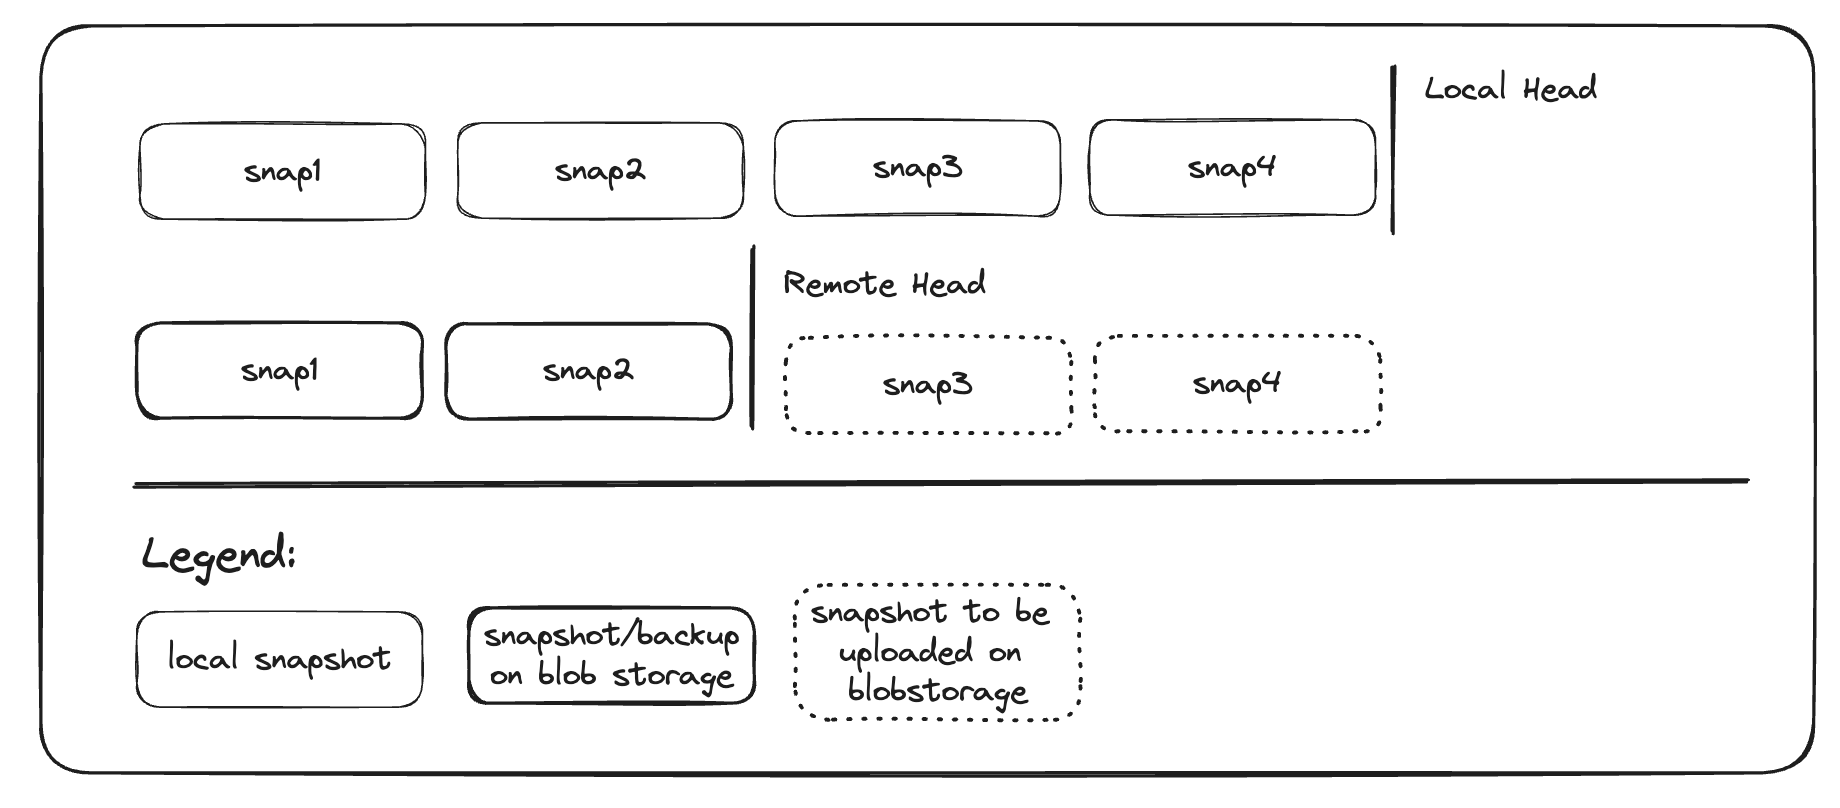 Local Head
snap1
snap2
snap3
snap4
Remote Head
snap1
snap2
snap3
snap4
Legend:
local snapshot
snapshot/backup
on blob storage
snapshot to be
uploaded on
blobstorage